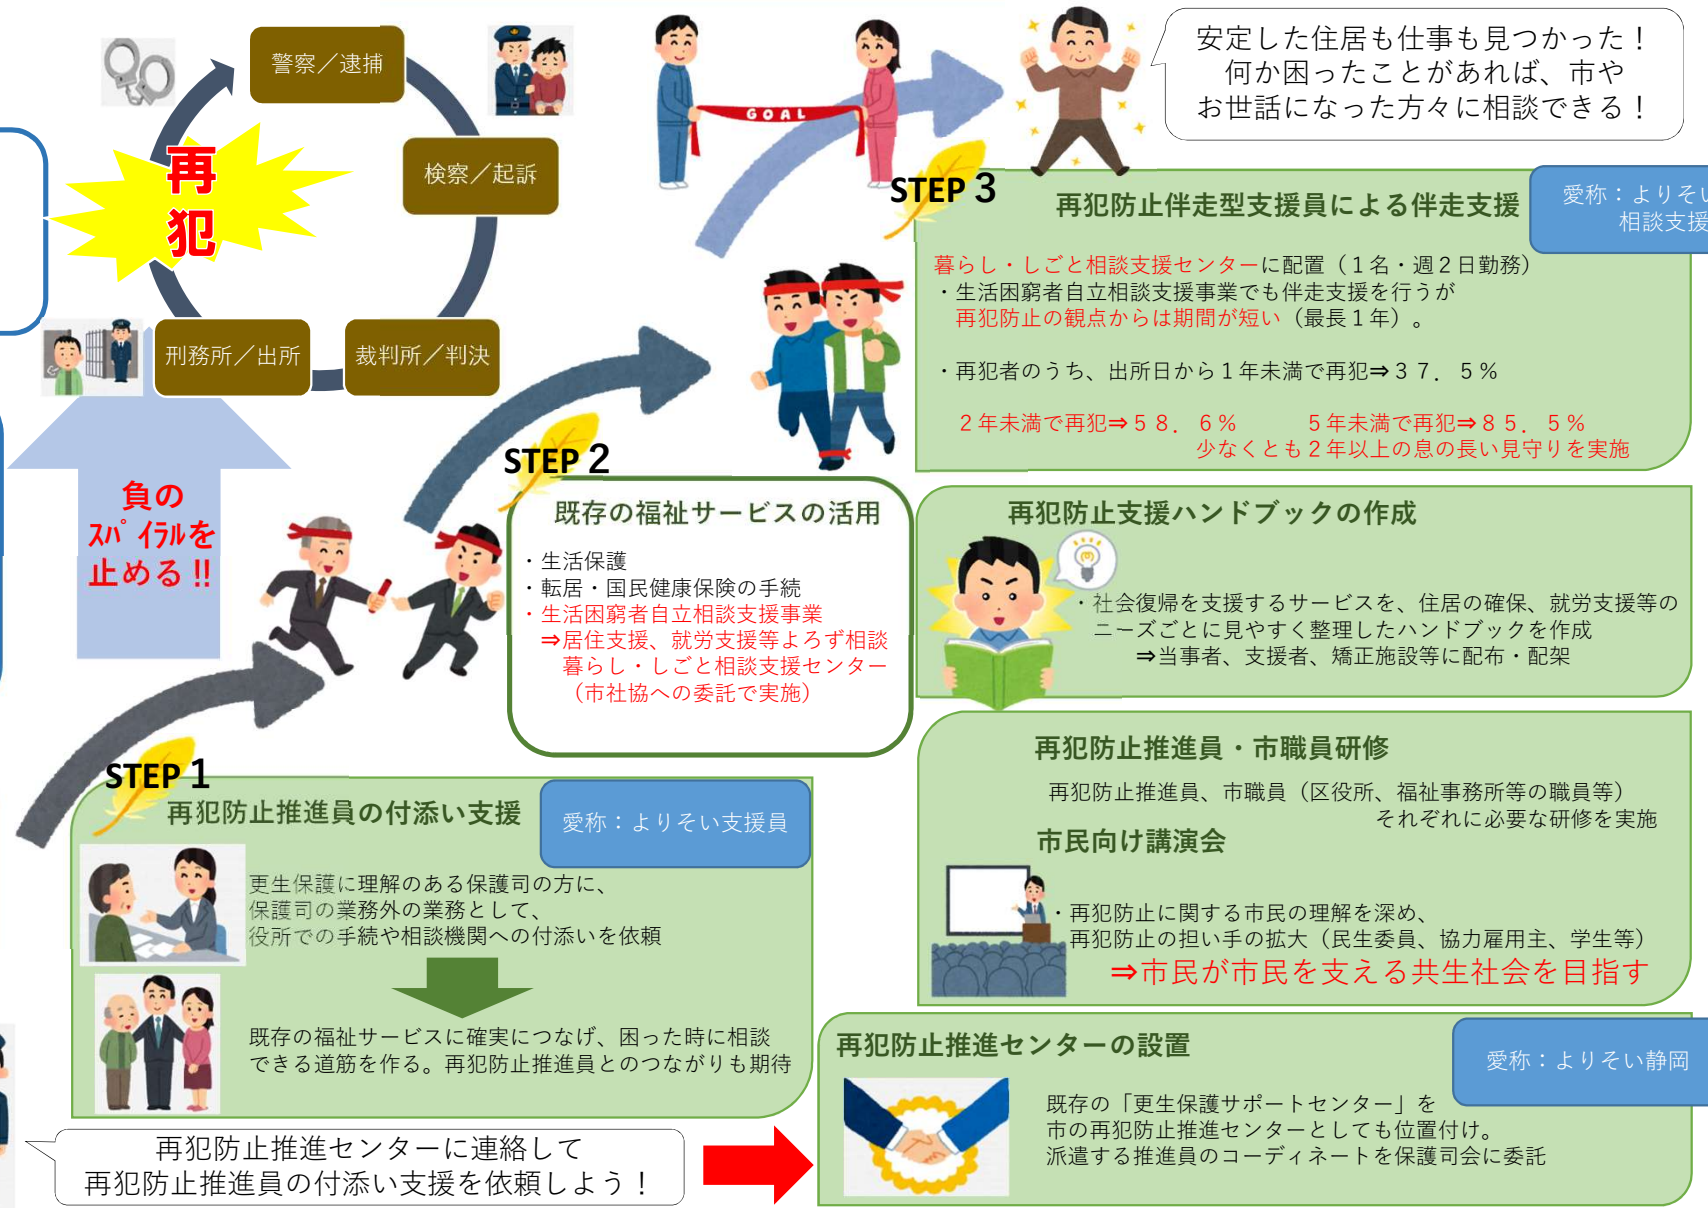 警察／逮捕
検察／起訴
裁判所／判決
刑務所／出所
再
犯
負の
ｽﾊﾟｲﾗﾙを
止める‼
GOAL
安定した住居も仕事も見つかった！
何か困ったことがあれば、市や
お世話になった方々に相談できる！
STEP 3
再犯防止伴走型支援員による伴走支援
愛称：よりそい
相談支援
暮らし・しごと相談支援センターに配置（１名・週２日勤務）
・生活困窮者自立相談支援事業でも伴走支援を行うが
再犯防止の観点からは期間が短い（最長１年）。
・再犯者のうち、出所日から１年未満で再犯⇒３７．５％
２年未満で再犯⇒５８．６％　５年未満で再犯⇒８５．５％
少なくとも２年以上の息の長い見守りを実施
STEP 2
既存の福祉サービスの活用
・生活保護
・転居・国民健康保険の手続
・生活困窮者自立相談支援事業
⇒居住支援、就労支援等よろず相談
暮らし・しごと相談支援センター
（市社協への委託で実施）
再犯防止支援ハンドブックの作成
・社会復帰を支援するサービスを、住居の確保、就労支援等の
ニーズごとに見やすく整理したハンドブックを作成
⇒当事者、支援者、矯正施設等に配布・配架
再犯防止推進員・市職員研修
再犯防止推進員、市職員（区役所、福祉事務所等の職員等）
それぞれに必要な研修を実施
市民向け講演会
・再犯防止に関する市民の理解を深め、
再犯防止の担い手の拡大（民生委員、協力雇用主、学生等）
⇒市民が市民を支える共生社会を目指す
STEP 1
再犯防止推進員の付添い支援
愛称：よりそい支援員
更生保護に理解のある保護司の方に、
保護司の業務外の業務として、
役所での手続や相談機関への付添いを依頼
既存の福祉サービスに確実につなげ、困った時に相談
できる道筋を作る。再犯防止推進員とのつながりも期待
再犯防止推進センターに連絡して
再犯防止推進員の付添い支援を依頼しよう！
再犯防止推進センターの設置
愛称：よりそい静岡
既存の「更生保護サポートセンター」を
市の再犯防止推進センターとしても位置付け。
派遣する推進員のコーディネートを保護司会に委託